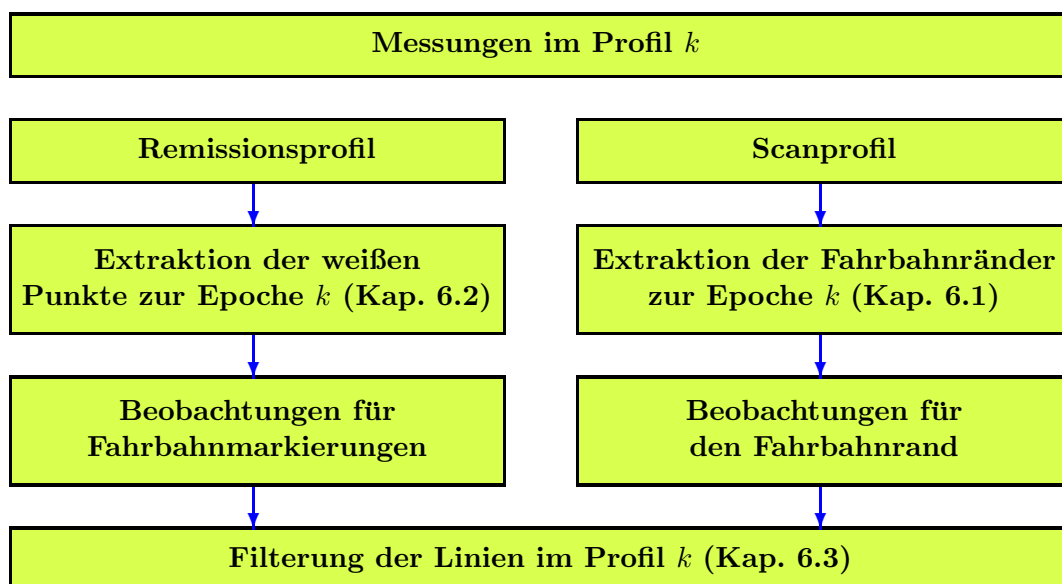 Messungen im Profil k
Remissionsprofil
Scanprofil
Extraktion der weißen
Punkte zur Epoche k (Kap. 6.2)
Extraktion der Fahrbahnränder
zur Epoche k (Kap. 6.1)
Beobachtungen für
Fahrbahnmarkierungen
Beobachtungen für
den Fahrbahnrand
Filterung der Linien im Profil k (Kap. 6.3)